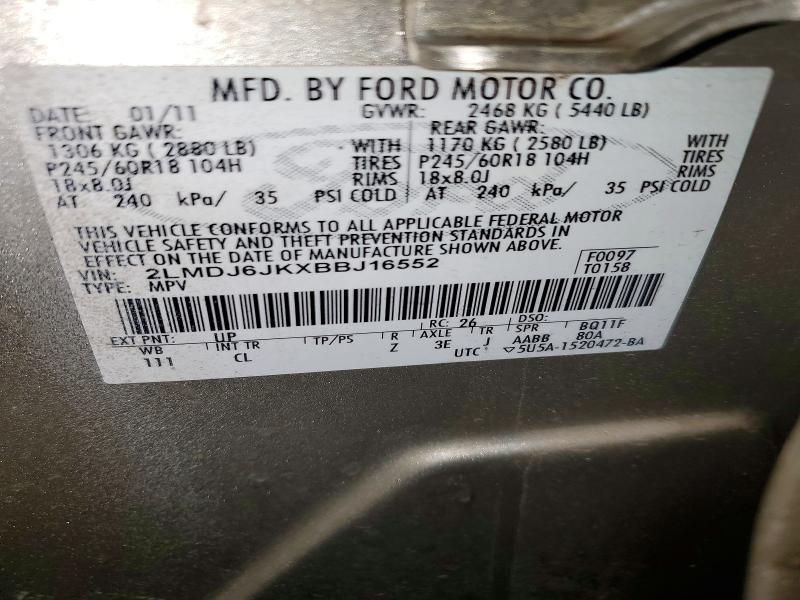 MFD. BY FORD MOTOR CO.
DATE: 01/11 GVWR: 2468 KG ( 5440 LB)
FRONT GAWR: REAR GAWR:
1306 KG ( 2880 LB) WITH 1170 KG ( 2580 LB) WITH
P245/60R18 104H TIRES P245/60R18 104H TIRES
18x8.0J RIMS 18x8.0J RIMS
AT 240 kPa/ 35 PSI COLD AT 240 kPa/ 35 PSI COLD
THIS VEHICLE CONFORMS TO ALL APPLICABLE FEDERAL MOTOR
VEHICLE SAFETY AND THEFT PREVENTION STANDARDS IN
EFFECT ON THE DATE OF MANUFACTURE SHOWN ABOVE.
VIN: 2LMDJ6JKXBBJ16552 F0097
TYPE: MPV T0158
EXT PNT: UP RC: 26 DSO:
WB INT TR TP/PS R AXLE TR SPR BQ11F
111 CL Z 3E J AABB 80A
UTC ▽5U5A-1520472-BA